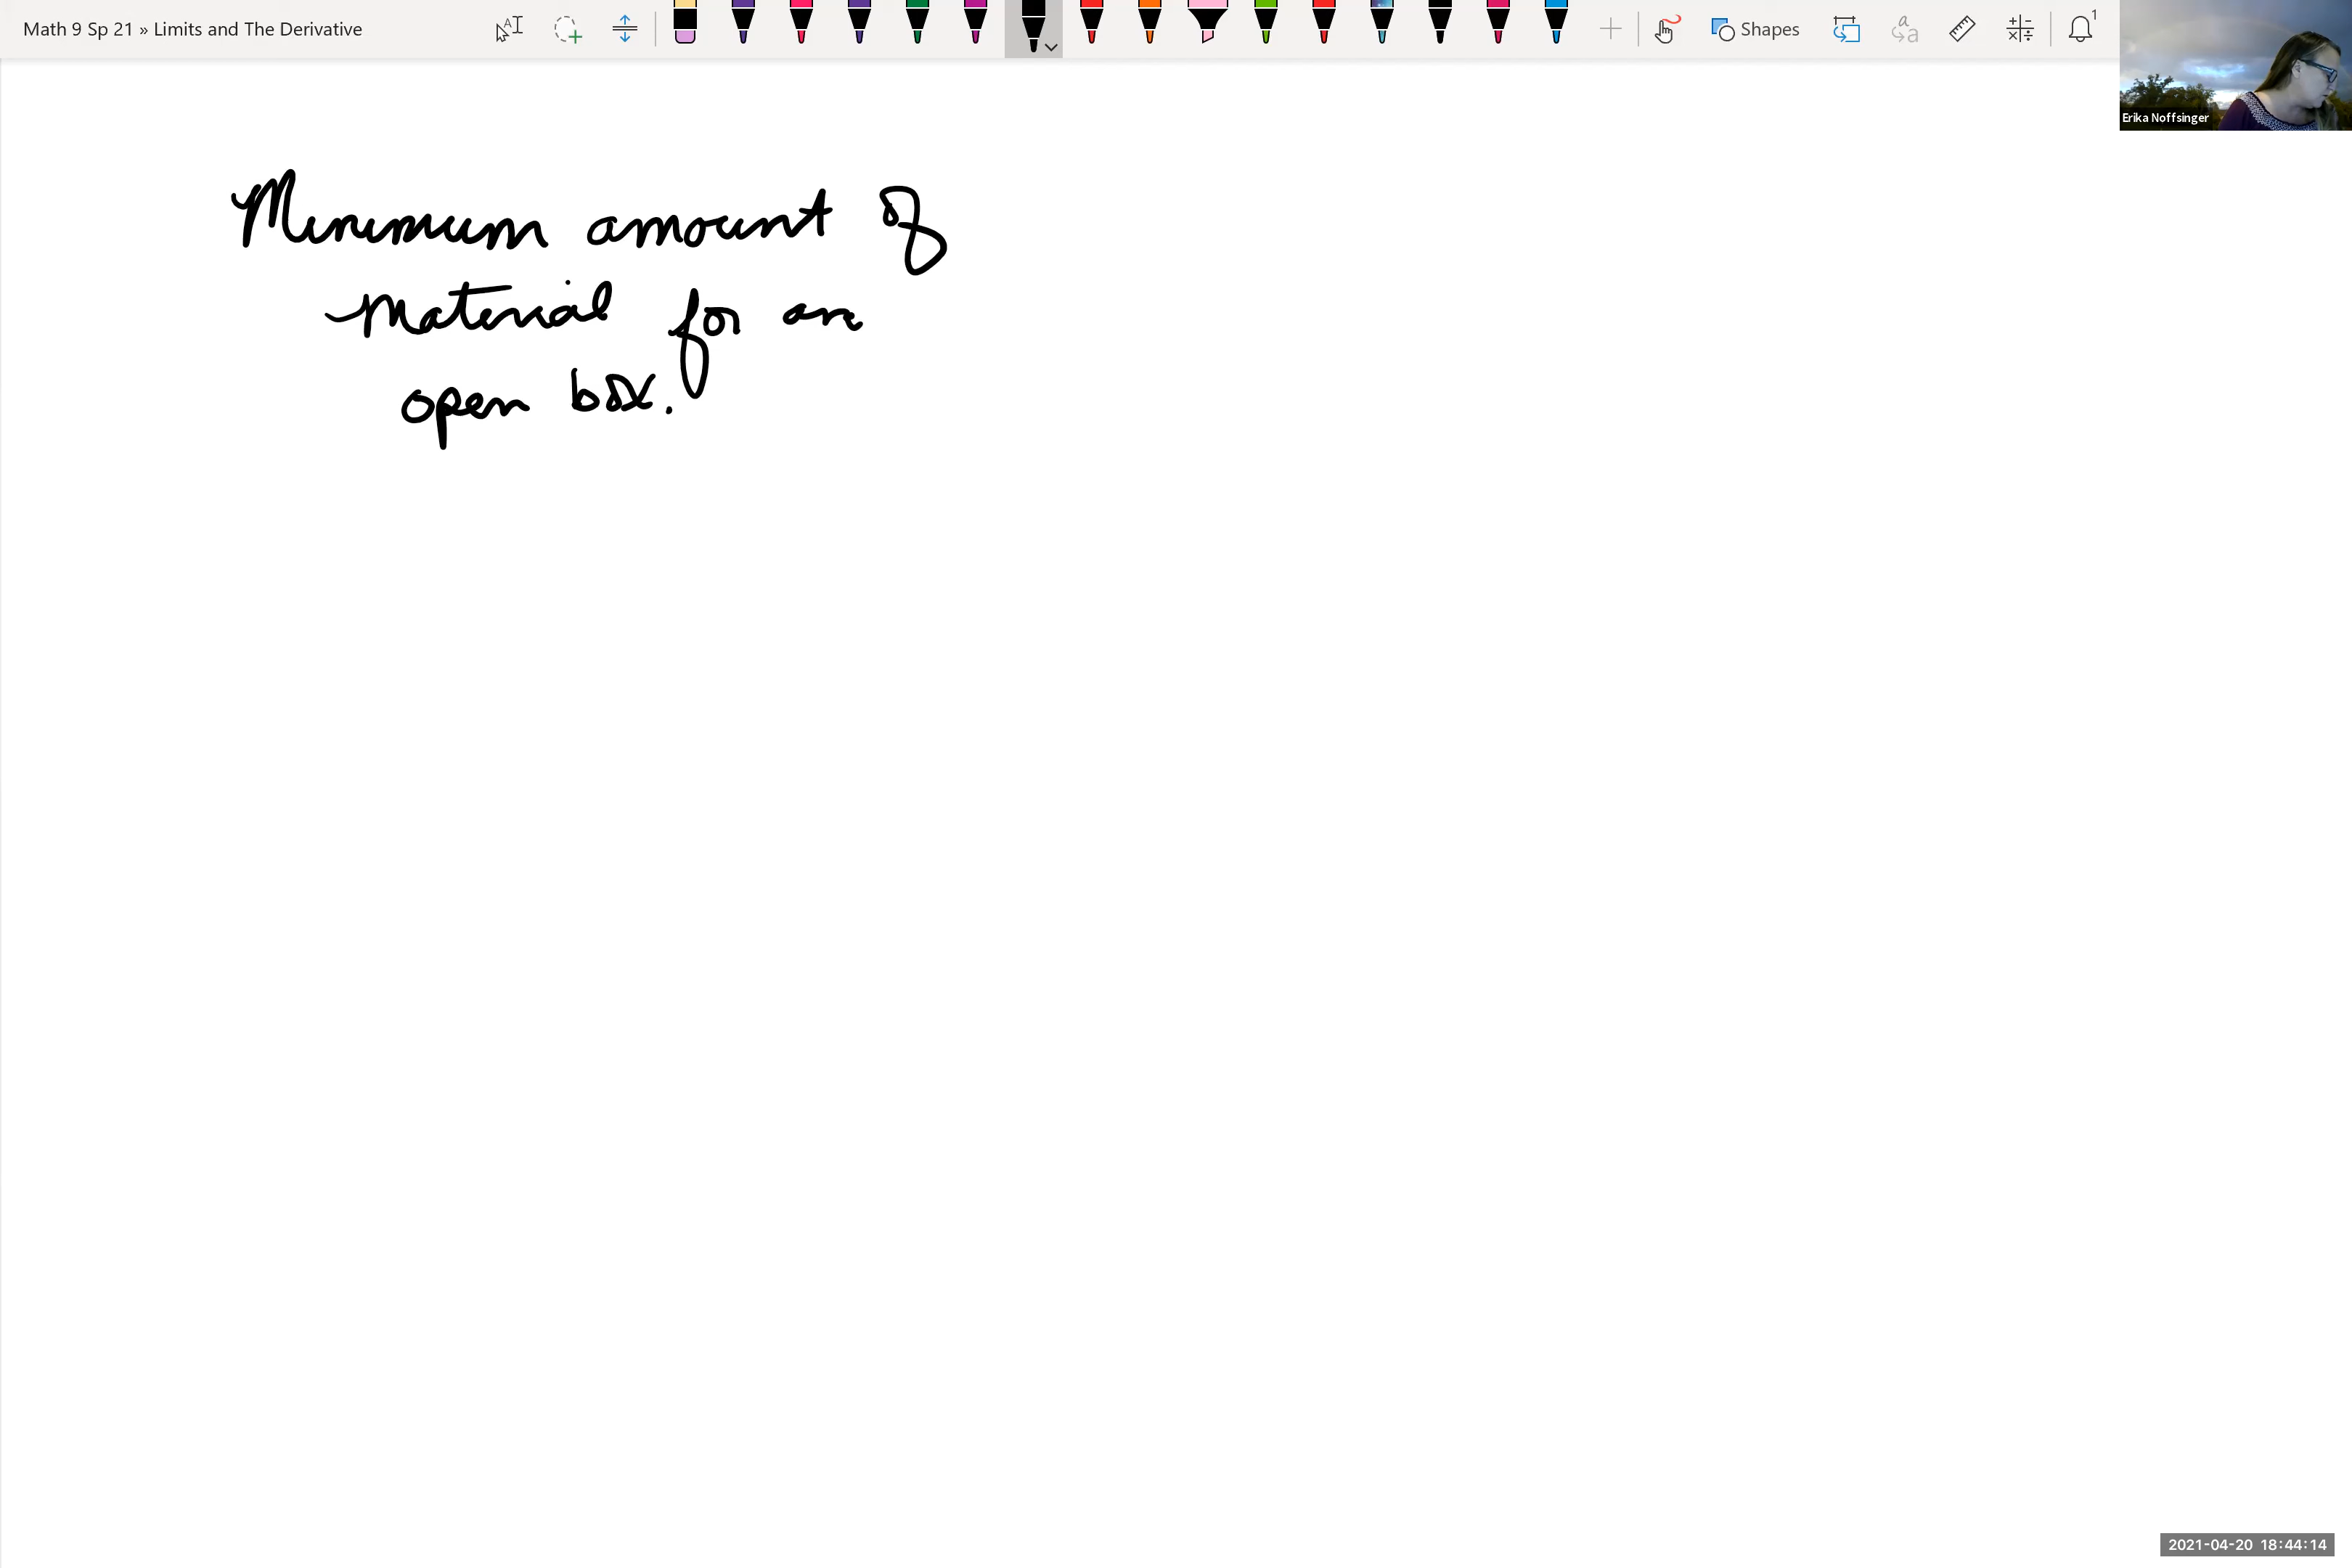 Math 9 Sp 21 » Limits and The Derivative
Shapes
1
Erika Noffsinger
Minimum amount of
material for an
open box.
2021-04-20 18:44:14